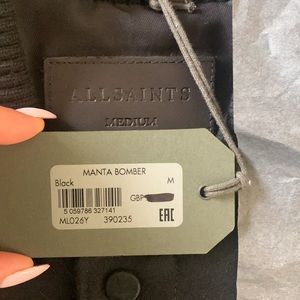 ALLSAINTS
MEDIUM
MANTA BOMBER
Black M
GBP
5 059786 327141
ML026Y 390235
EAC